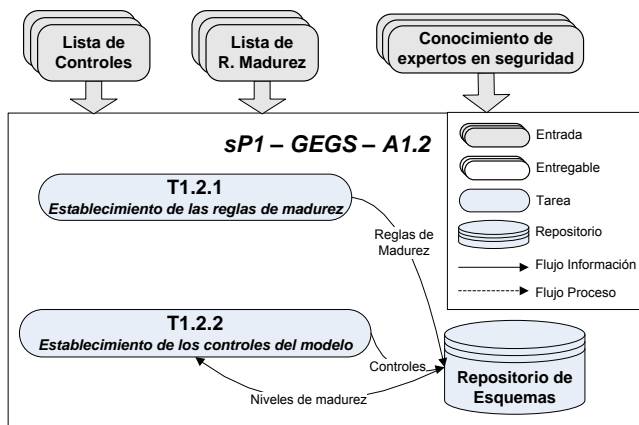 Lista de
Controles
Lista de
R. Madurez
Conocimiento de
expertos en seguridad
sP1 – GEGS – A1.2
T1.2.1
Establecimiento de las reglas de madurez
Reglas de
Madurez
T1.2.2
Establecimiento de los controles del modelo
Controles
Niveles de madurez
Repositorio de
Esquemas
Entrada
Entregable
Tarea
Repositorio
Flujo Información
Flujo Proceso